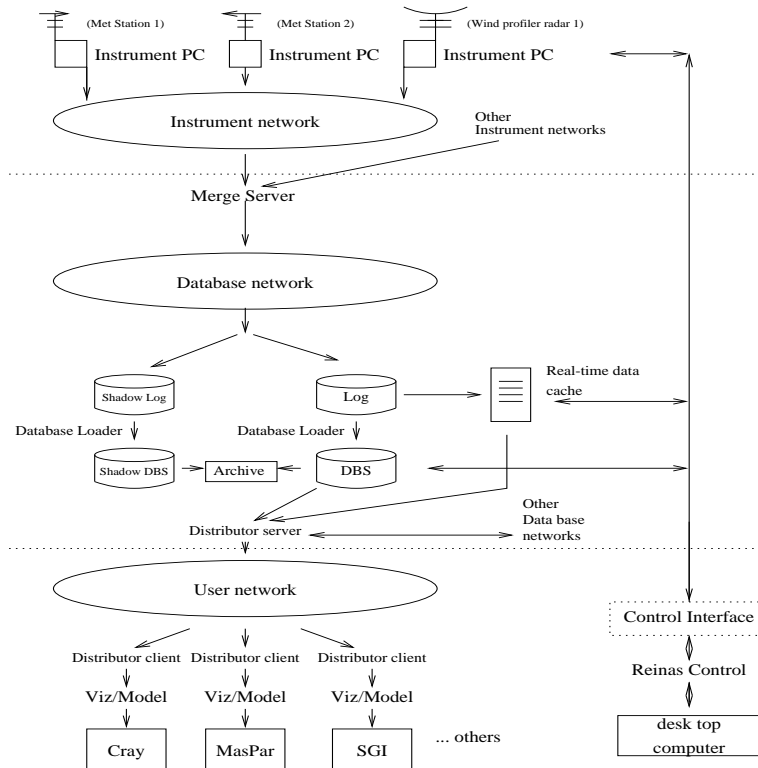 (Met Station 1)
(Met Station 2)
(Wind profiler radar 1)
Instrument PC
Instrument PC
Instrument PC
Instrument network
Other
Instrument networks
Merge Server
Database network
Shadow Log
Log
Real-time data
cache
Database Loader
Database Loader
Shadow DBS
Archive
DBS
Distributor server
Other
Data base
networks
User network
Control Interface
Distributor client
Distributor client
Distributor client
Reinas Control
Viz/Model
Viz/Model
Viz/Model
Cray
MasPar
SGI
... others
desk top
computer